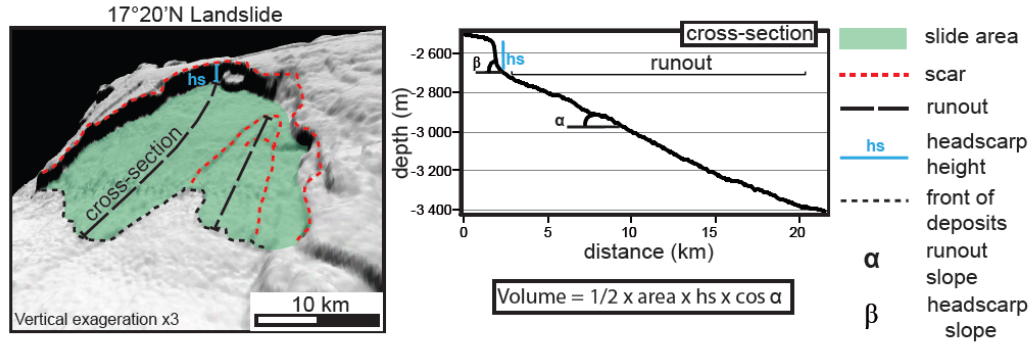 17°20'N Landslide
hs
cross-section
10 km
Vertical exageration x3
cross-section
hs
β
runout
α
-2 600
-2 800
-3 000
-3 200
-3 400
depth (m)
0
5
10
15
20
distance (km)
Volume = 1/2 x area x hs x cos α
slide area
scar
runout
hs
headscarp
height
front of
deposits
α
runout
slope
β
headscarp
slope